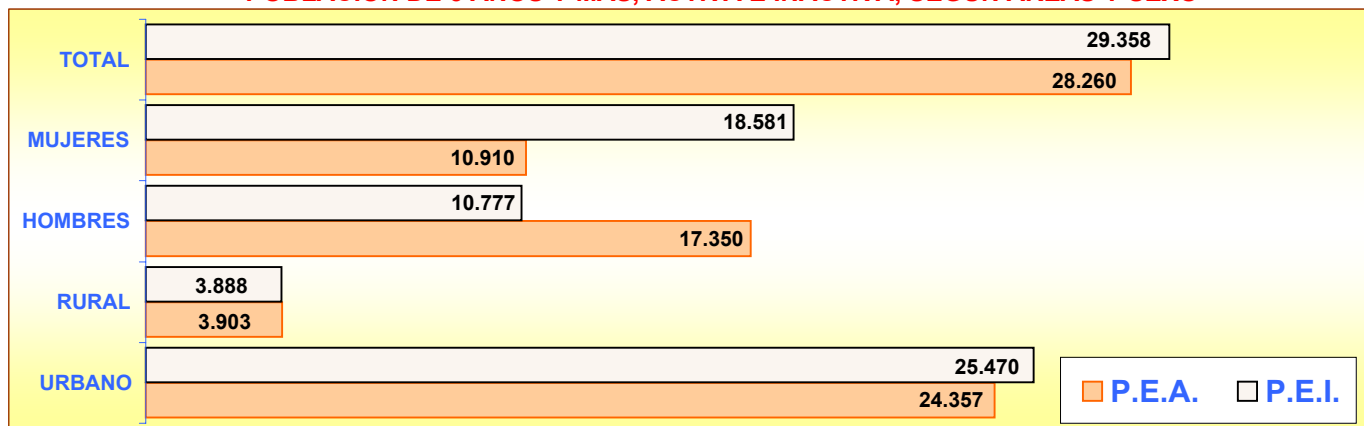 TOTAL
29.358
28.260
MUJERES
18.581
10.910
HOMBRES
10.777
17.350
RURAL
3.888
3.903
URBANO
25.470
24.357
P.E.A. P.E.I.